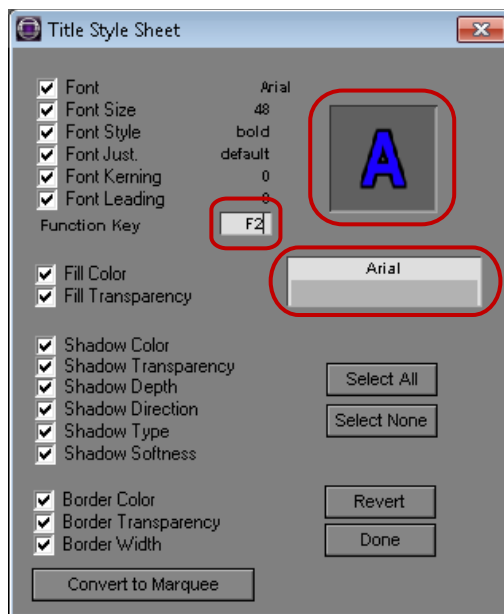 Title Style Sheet
Font Arial
Font Size 48
Font Style bold
Font Just. default
Font Kerning 0
Font Leading 0
Function Key F2
A
Fill Color
Fill Transparency
Arial
Shadow Color
Shadow Transparency
Shadow Depth
Shadow Direction
Shadow Type
Shadow Softness
Select All
Select None
Border Color
Border Transparency
Border Width
Revert
Done
Convert to Marquee